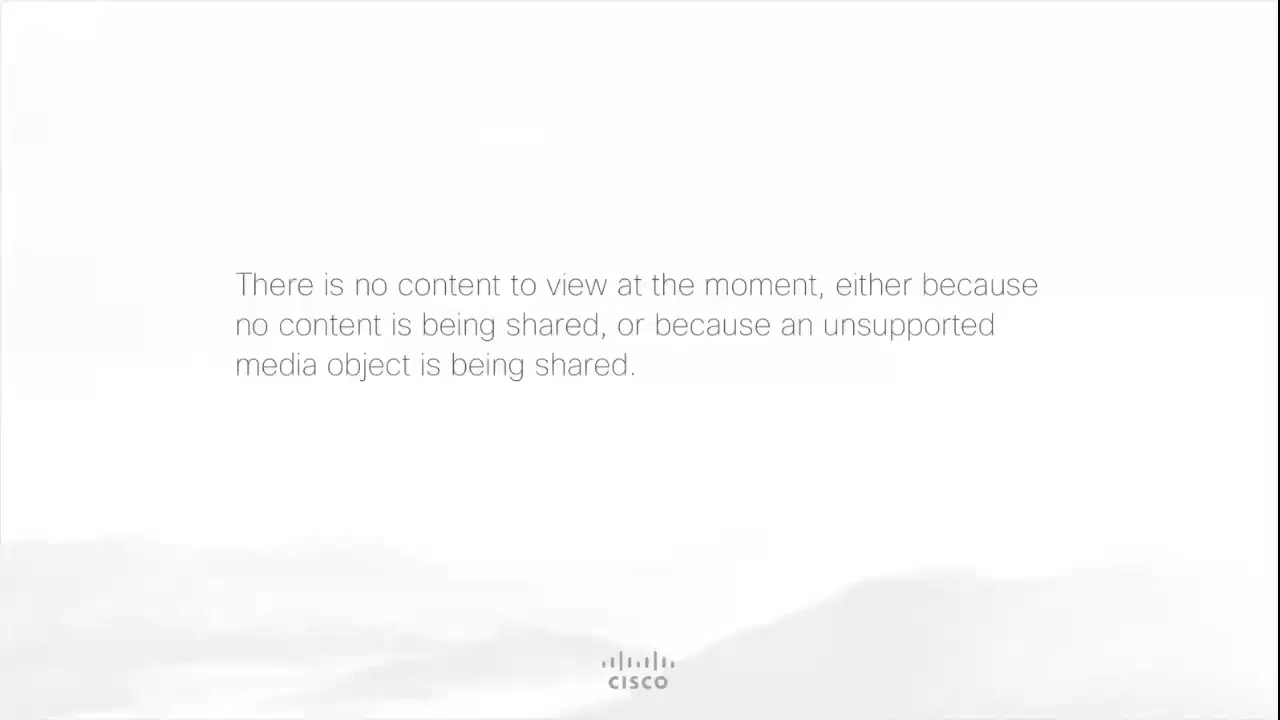 There is no content to view at the moment, either because
no content is being shared, or because an unsupported
media object is being shared.
CISCO